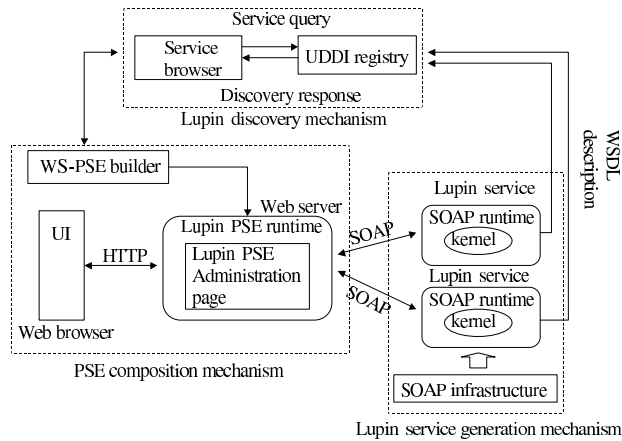 Service query
Service
browser
UDDI registry
Discovery response
Lupin discovery mechanism
WS-PSE builder
Web server
UI
HTTP
Lupin PSE runtime
Lupin PSE
Administration
page
Web browser
PSE composition mechanism
SOAP
SOAP
WSDL
description
Lupin service
SOAP runtime
kernel
Lupin service
SOAP runtime
kernel
SOAP infrastructure
Lupin service generation mechanism